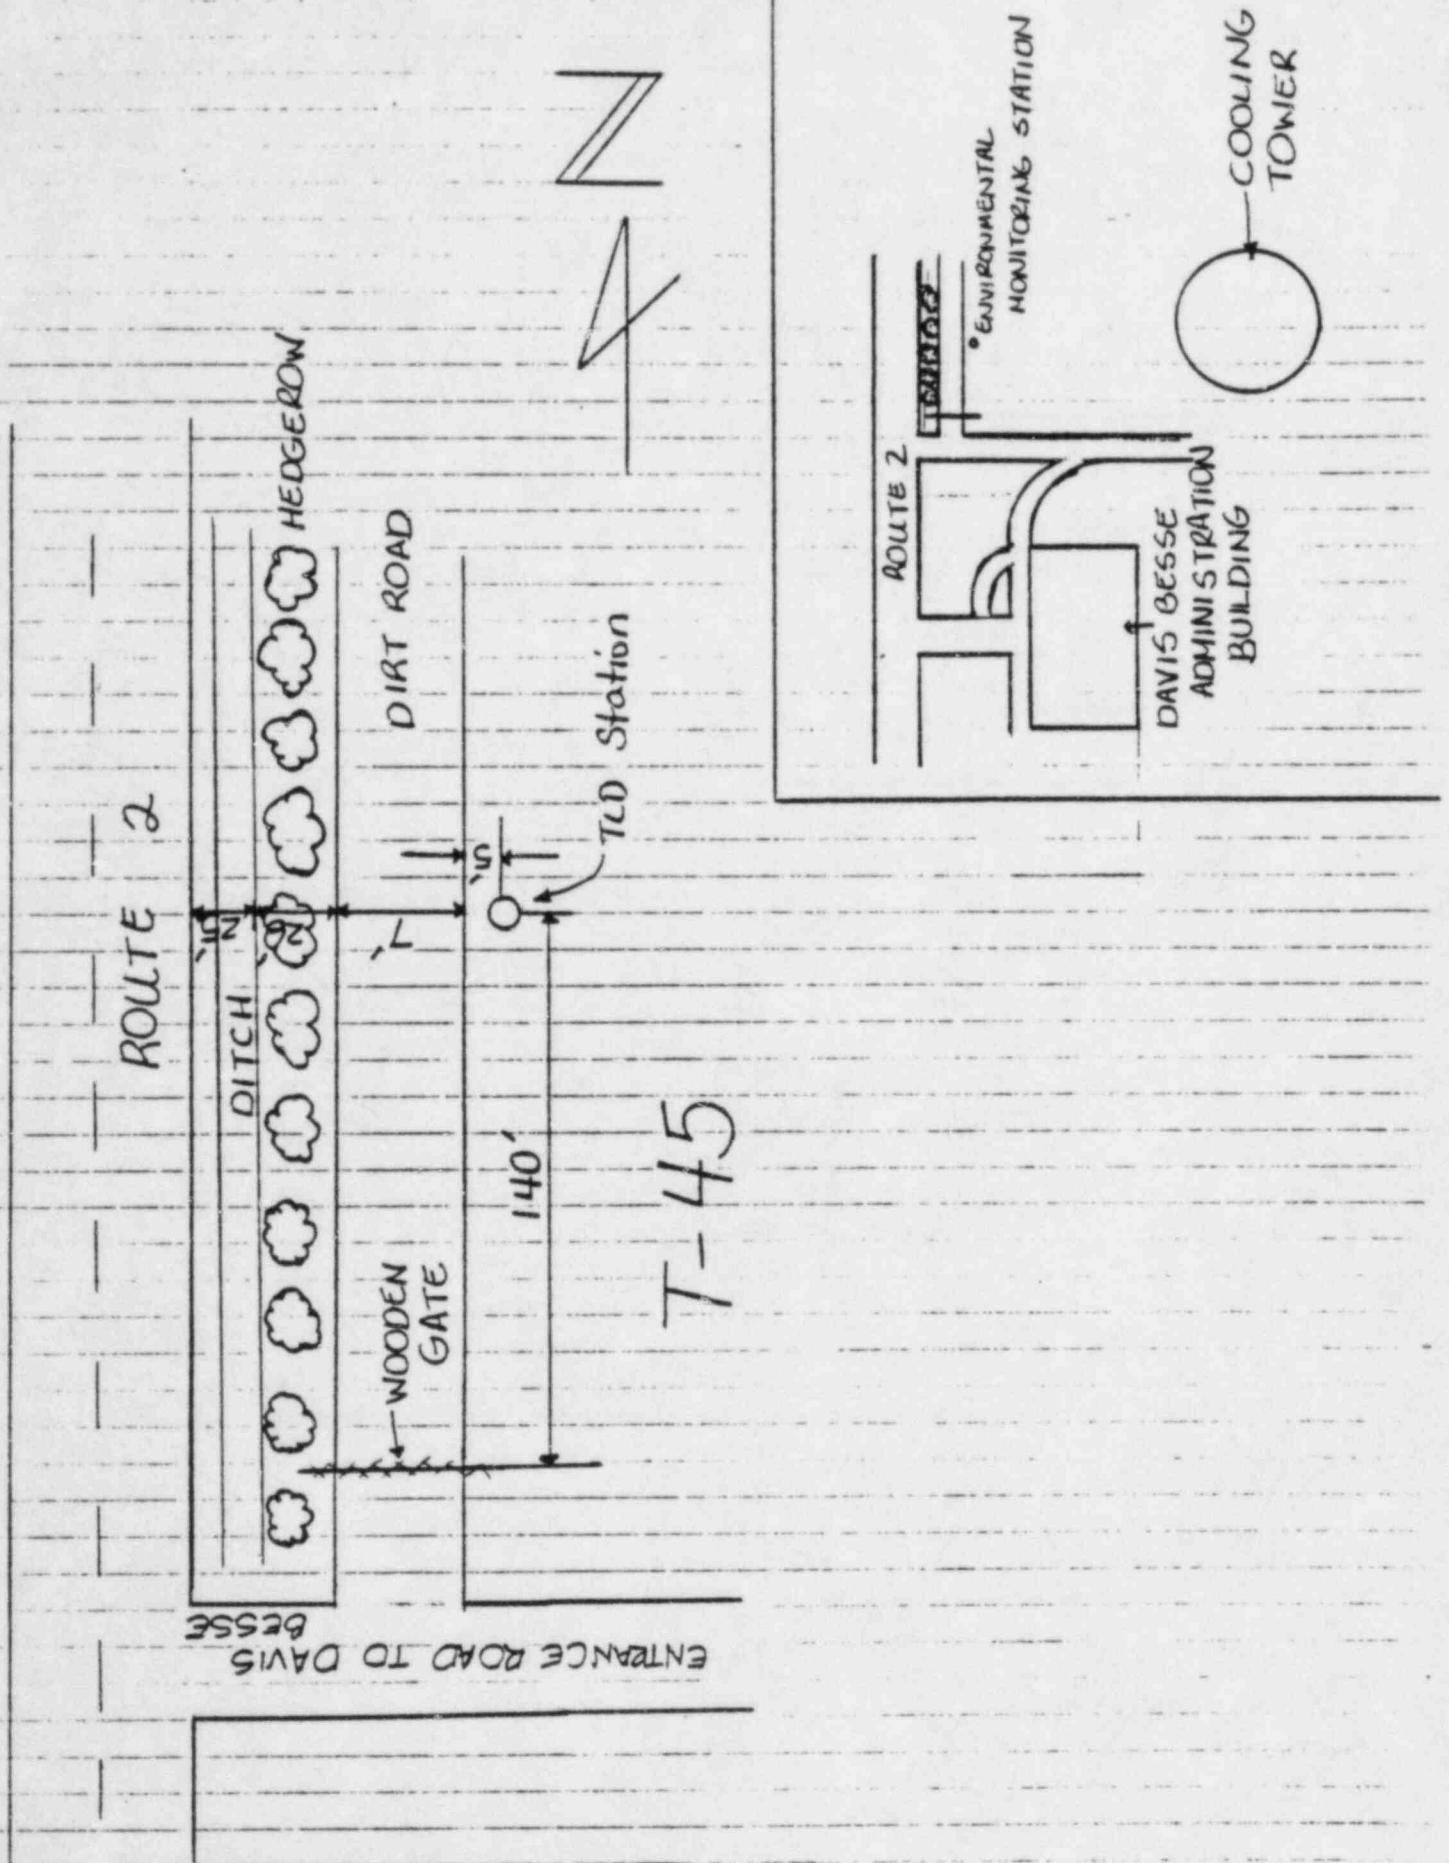 ROUTE 2
N
HEDGEROW
DITCH
25'
DIRT ROAD
7'
5'
WOODEN
GATE
TLD Station
140'
T-45
ENTRANCE ROAD TO DAVIS
BESSE
ROUTE 2
ENVIRONMENTAL
MONITORING STATION
DAVIS BESSE
ADMINISTRATION
BUILDING
COOLING
TOWER